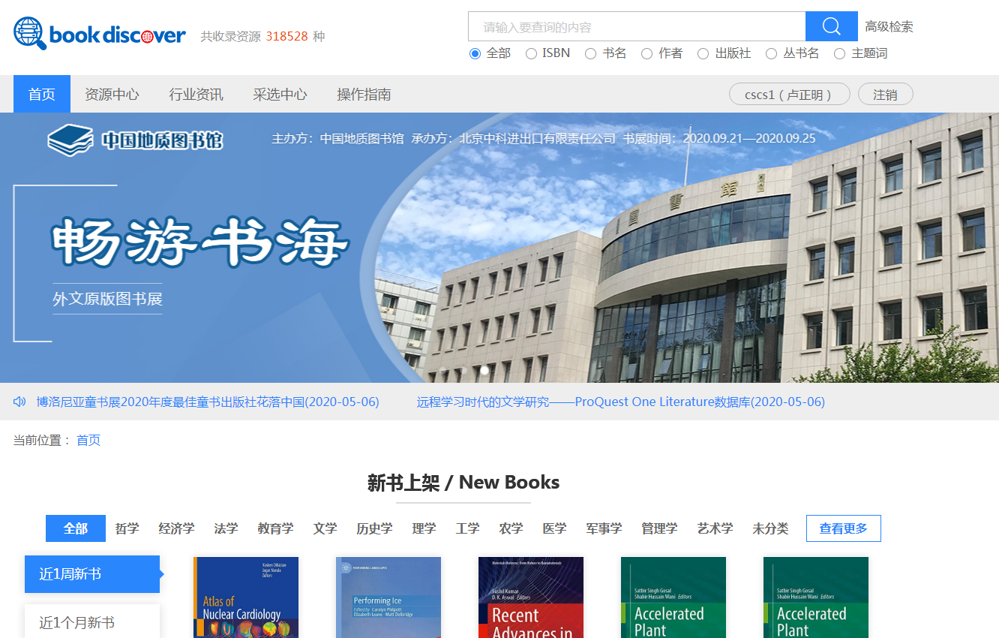 book discover
共收录资源 318528 种
请输入要查询的内容
高级检索
全部 ISBN 书名 作者 出版社 丛书名 主题词
首页 资源中心 行业资讯 采选中心 操作指南
cscs1 ( 卢正明 ) 注销
中国地质图书馆
主办方：中国地质图书馆 承办方：北京中科进出口有限责任公司 书展时间：2020.09.21—2020.09.25
圖 書 館
畅游书海
外文原版图书展
博洛尼亚童书展2020年度最佳童书出版社花落中国(2020-05-06) 远程学习时代的文学研究——ProQuest One Literature数据库(2020-05-06)
当前位置： 首页
新书上架 / New Books
全部 哲学 经济学 法学 教育学 文学 历史学 理学 工学 农学 医学 军事学 管理学 艺术学 未分类 查看更多
近1周新书
近1个月新书
Vasken Dilsizian
Jagat Narula
Editors
Atlas of
Nuclear Cardiology
PERFORMING LANDSCAPES
Performing Ice
Edited by Carolyn Philpott
Elizabeth Leane · Matt Delbridge
Materials Horizons: From Nature to Nanomaterials
Sushil Kumar
D. K. Aswal Editors
Recent
Advances in
Satbir Singh Gosal
Shabir Hussain Wani Editors
Accelerated
Plant
Satbir Singh Gosal
Shabir Hussain Wani Editors
Accelerated
Plant